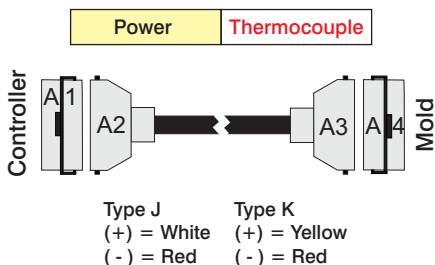 Power Thermocouple
Controller
A 1
A2
A3
A 4
Mold
Type J Type K
(+) = White (+) = Yellow
(-) = Red (-) = Red